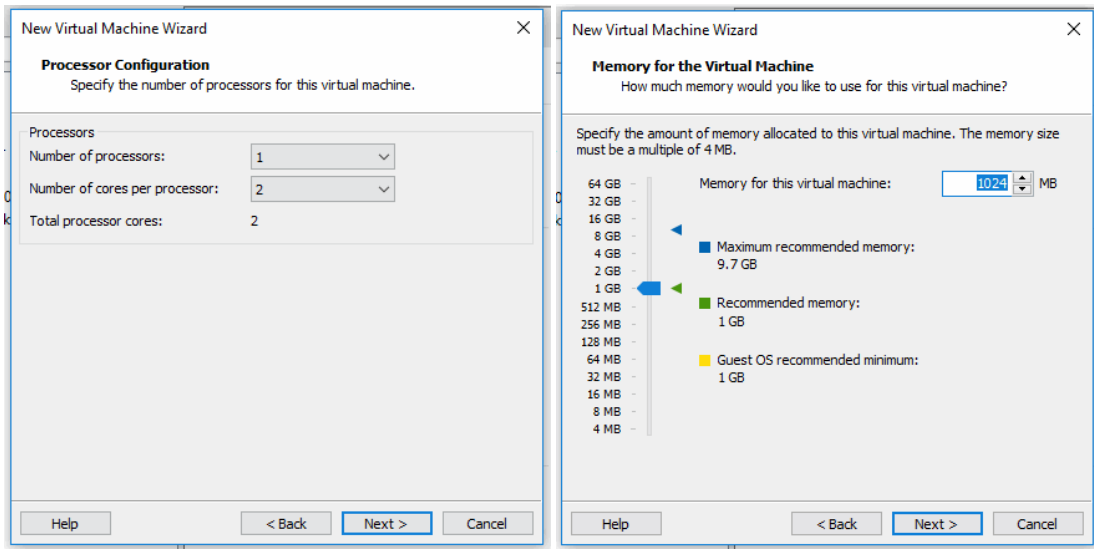 New Virtual Machine Wizard
Processor Configuration
Specify the number of processors for this virtual machine.
Processors
Number of processors: 1
Number of cores per processor: 2
Total processor cores: 2
Help < Back Next > Cancel
New Virtual Machine Wizard
Memory for the Virtual Machine
How much memory would you like to use for this virtual machine?
Specify the amount of memory allocated to this virtual machine. The memory size
must be a multiple of 4 MB.
Memory for this virtual machine: 1024 MB
64 GB
32 GB
16 GB
8 GB
4 GB
2 GB
1 GB
512 MB
256 MB
128 MB
64 MB
32 MB
16 MB
8 MB
4 MB
Maximum recommended memory:
9.7 GB
Recommended memory:
1 GB
Guest OS recommended minimum:
1 GB
Help < Back Next > Cancel